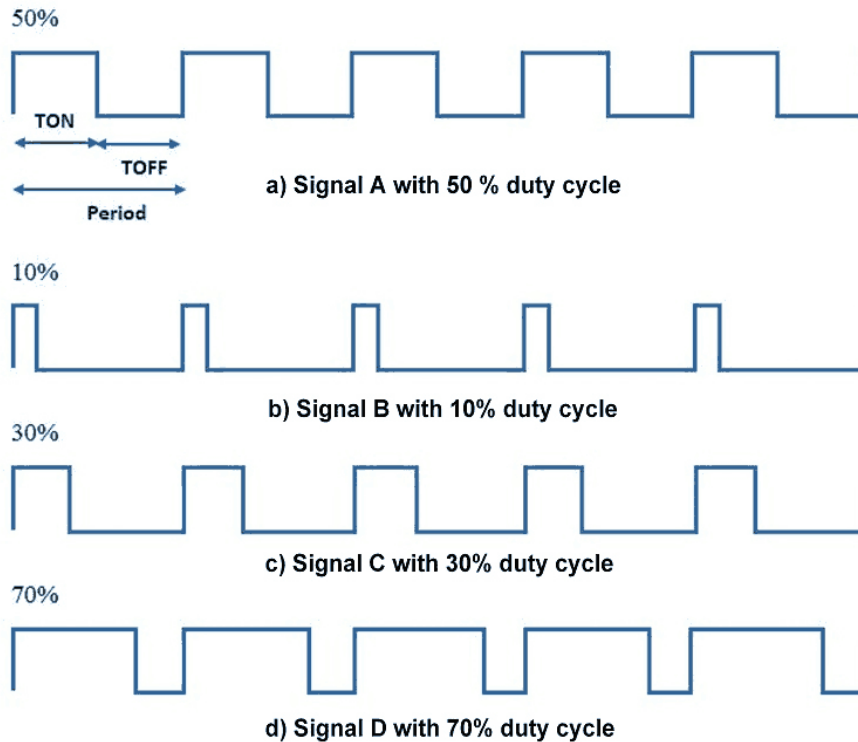 50%
TON
TOFF
a) Signal A with 50 % duty cycle
Period
10%
b) Signal B with 10% duty cycle
30%
c) Signal C with 30% duty cycle
70%
d) Signal D with 70% duty cycle